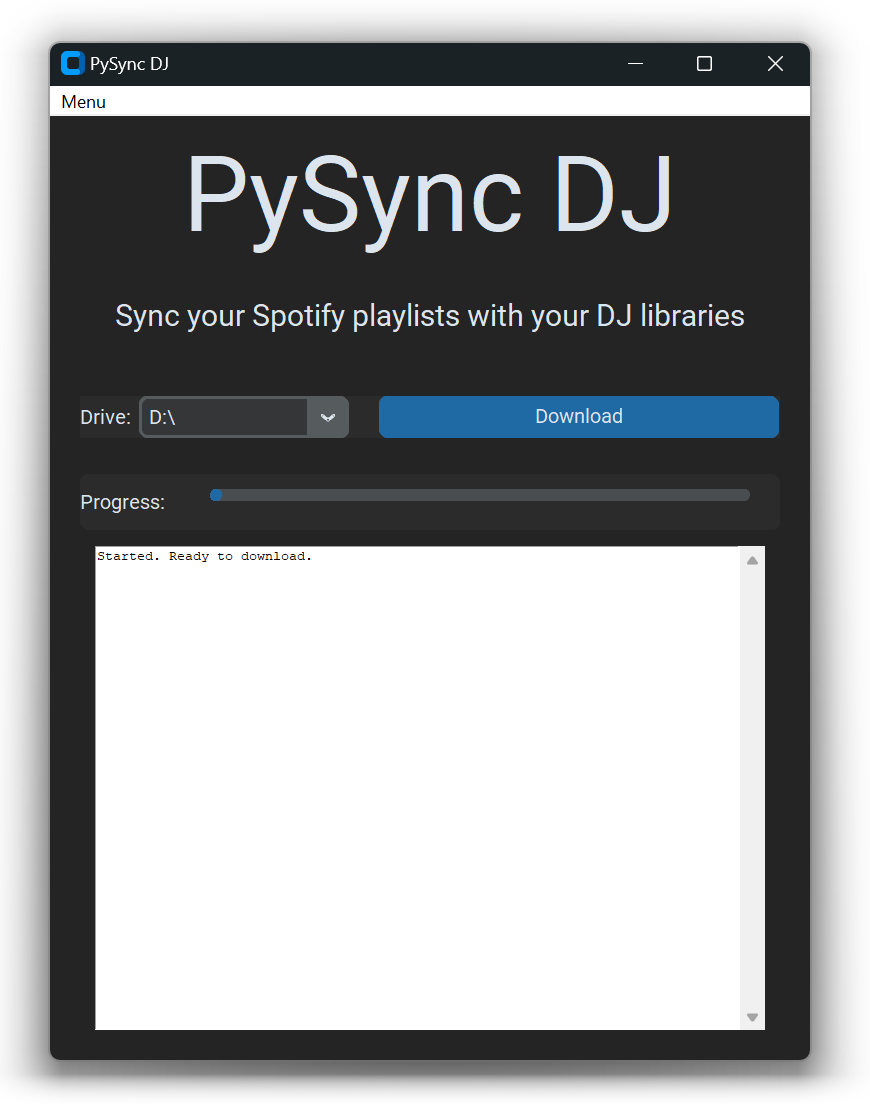 PySync DJ
Menu
PySync DJ
Sync your Spotify playlists with your DJ libraries
Drive: D:\ Download
Progress:
Started. Ready to download.